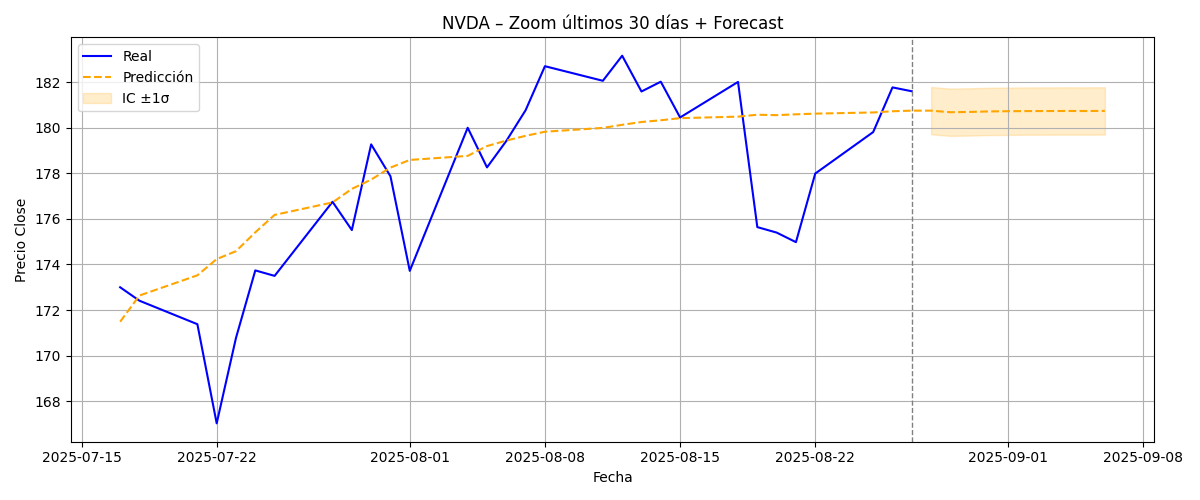 NVDA – Zoom últimos 30 días + Forecast
Real
Predicción
IC ±1σ
Precio Close
182
180
178
176
174
172
170
168
2025-07-15
2025-07-22
2025-08-01
2025-08-08
2025-08-15
2025-08-22
2025-09-01
2025-09-08
Fecha